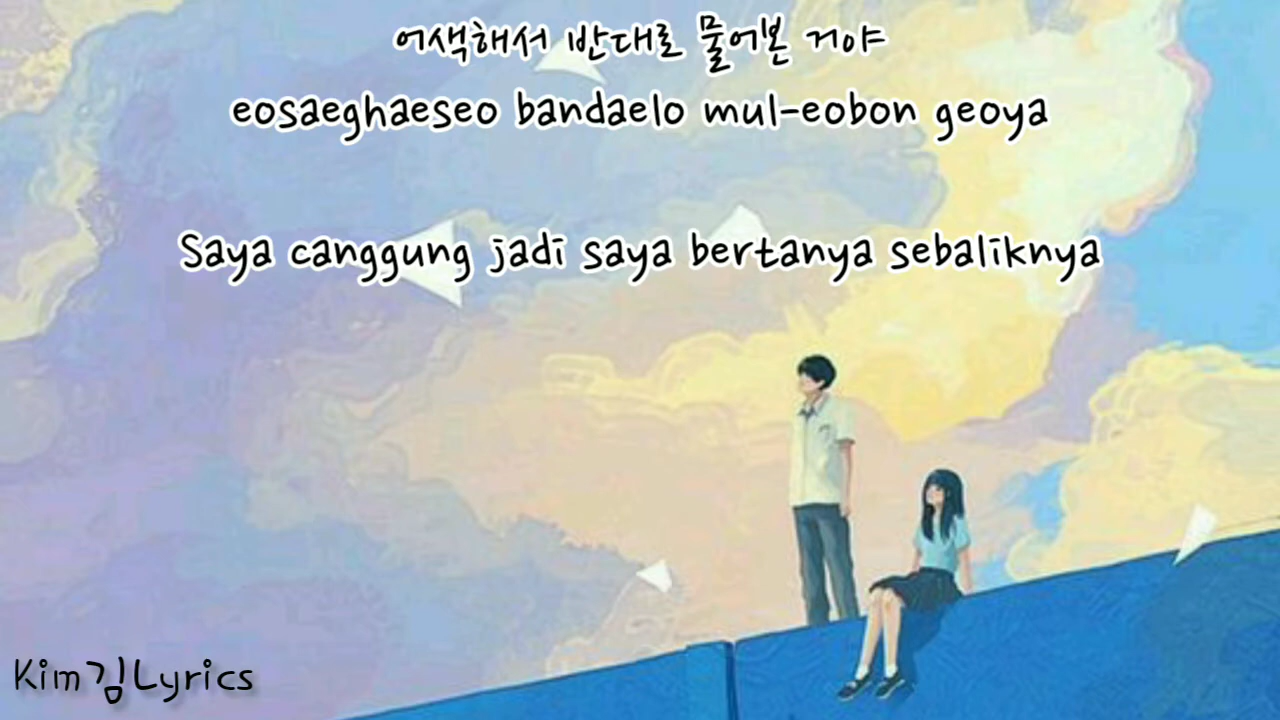 어색해서 반대로 물어본 거야
eosaeghaeseo bandaelo mul-eobon geoya
Saya canggung jadi saya bertanya sebaliknya
Kim김Lyrics